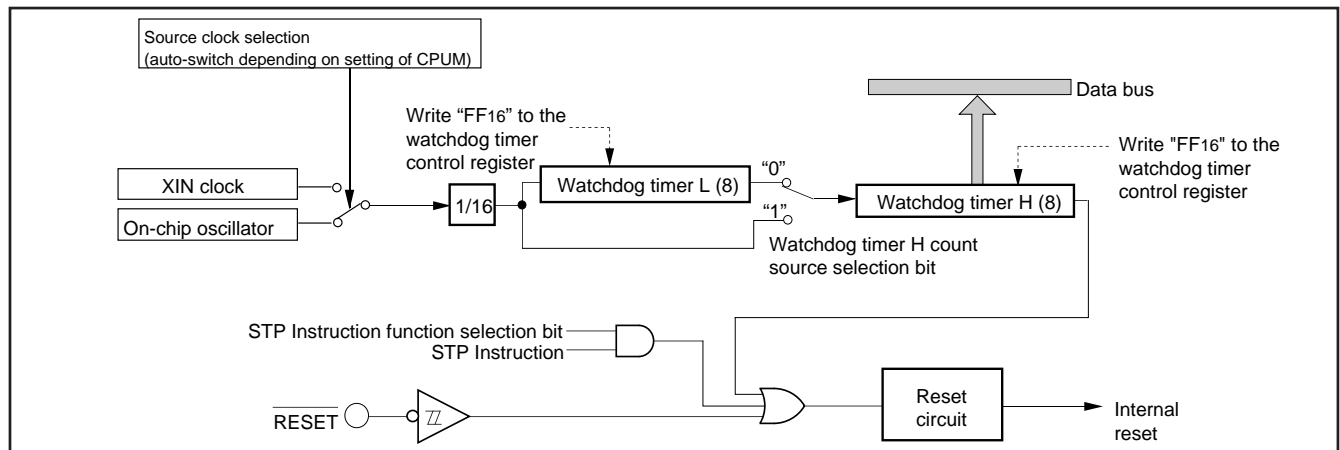 Source clock selection
(auto-switch depending on setting of CPUM)
Data bus
Write “FF16” to the
watchdog timer
control register
Write "FF16" to the
watchdog timer
control register
XIN clock
On-chip oscillator
1/16
Watchdog timer L (8)
“0”
“1”
Watchdog timer H (8)
Watchdog timer H count
source selection bit
STP Instruction function selection bit
STP Instruction
RESET
Reset
circuit
Internal
reset